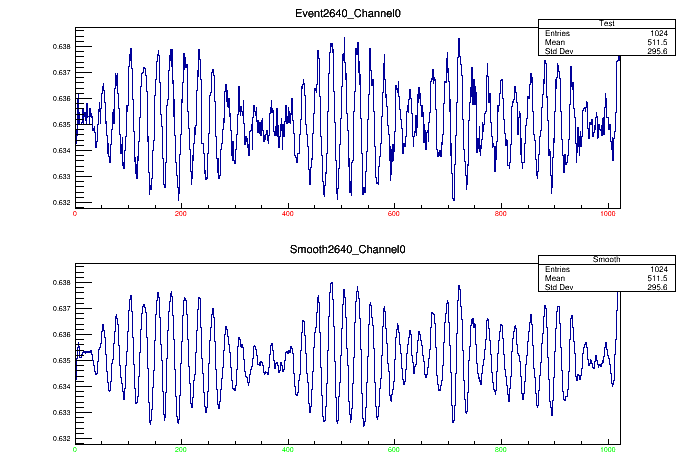 Event2640_Channel0
Test
Entries 1024
Mean 511.5
Std Dev 295.6
0.638
0.637
0.636
0.635
0.634
0.633
0.632
0 200 400 600 800 1000
Smooth2640_Channel0
Smooth
Entries 1024
Mean 511.5
Std Dev 295.6
0.638
0.637
0.636
0.635
0.634
0.633
0.632
0 200 400 600 800 1000